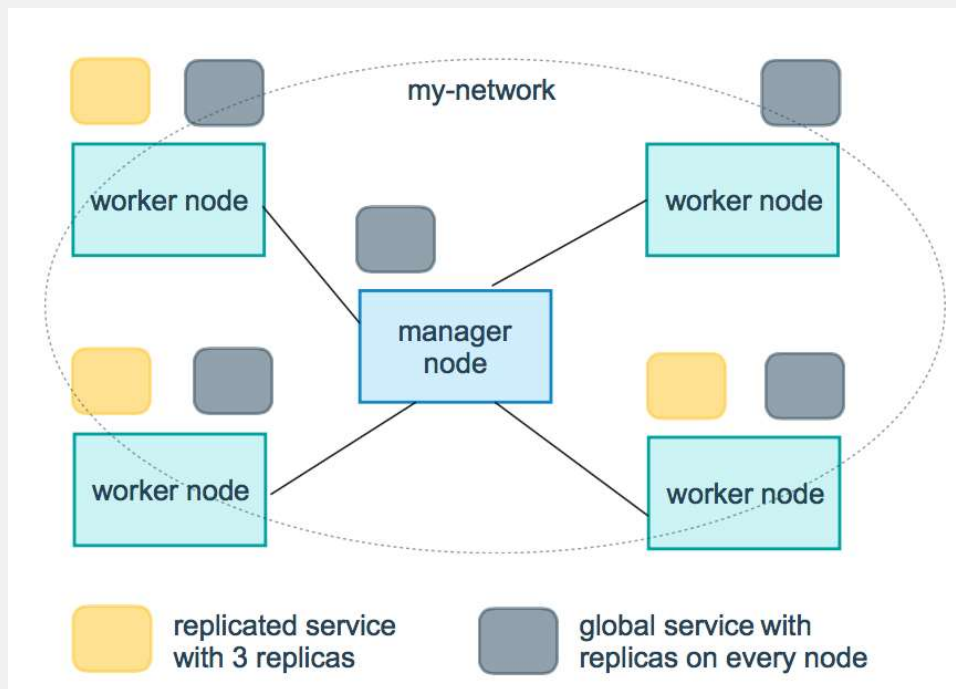 my-network
worker node
worker node
manager
node
worker node
worker node
replicated service
with 3 replicas
global service with
replicas on every node